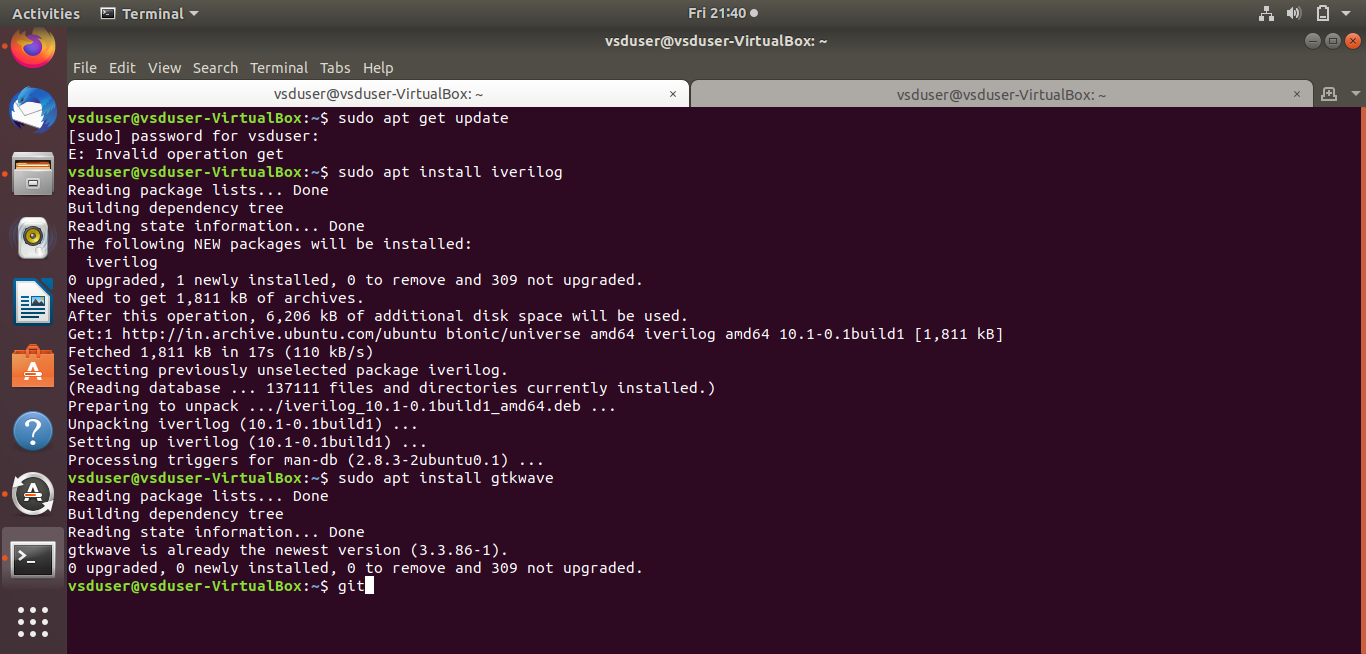 Activities Terminal Fri 21:40
vsduser@vsduser-VirtualBox: ~
File Edit View Search Terminal Tabs Help
vsduser@vsduser-VirtualBox: ~ × vsduser@vsduser-VirtualBox: ~ ×
vsduser@vsduser-VirtualBox:~$ sudo apt get update
[sudo] password for vsduser:
E: Invalid operation get
vsduser@vsduser-VirtualBox:~$ sudo apt install iverilog
Reading package lists... Done
Building dependency tree
Reading state information... Done
The following NEW packages will be installed:
  iverilog
0 upgraded, 1 newly installed, 0 to remove and 309 not upgraded.
Need to get 1,811 kB of archives.
After this operation, 6,206 kB of additional disk space will be used.
Get:1 http://in.archive.ubuntu.com/ubuntu bionic/universe amd64 iverilog amd64 10.1-0.1build1 [1,811 kB]
Fetched 1,811 kB in 17s (110 kB/s)
Selecting previously unselected package iverilog.
(Reading database ... 137111 files and directories currently installed.)
Preparing to unpack .../iverilog_10.1-0.1build1_amd64.deb ...
Unpacking iverilog (10.1-0.1build1) ...
Setting up iverilog (10.1-0.1build1) ...
Processing triggers for man-db (2.8.3-2ubuntu0.1) ...
vsduser@vsduser-VirtualBox:~$ sudo apt install gtkwave
Reading package lists... Done
Building dependency tree
Reading state information... Done
gtkwave is already the newest version (3.3.86-1).
0 upgraded, 0 newly installed, 0 to remove and 309 not upgraded.
vsduser@vsduser-VirtualBox:~$ git